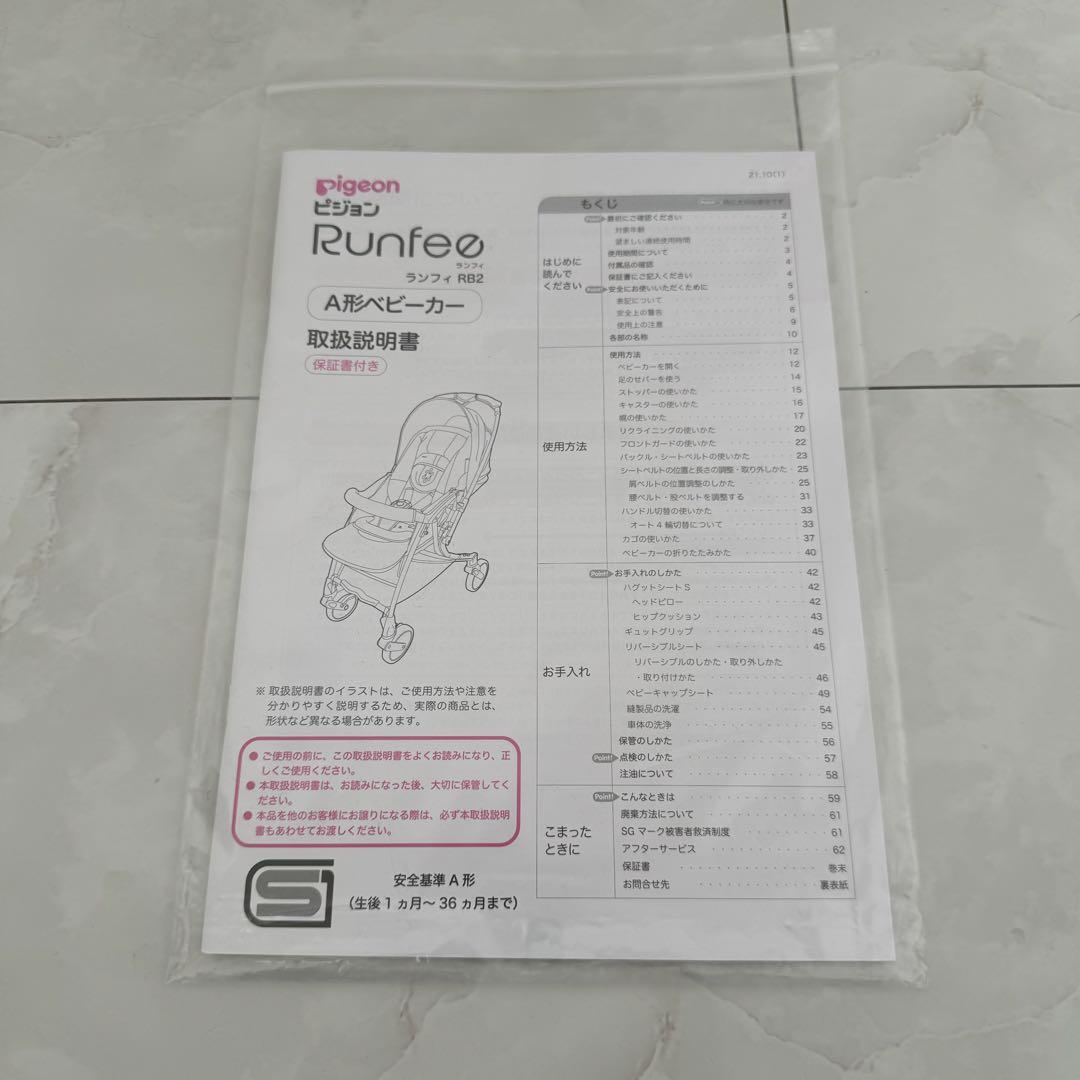 pigeon
ピジョン
Runfee
ランフィ
ランフィ RB2
A形ベビーカー
取扱説明書
保証書付き
※ 取扱説明書のイラストは、ご使用方法や注意を
分かりやすく説明するため、実際の商品とは、
形状など異なる場合があります。
● ご使用の前に、この取扱説明書をよくお読みになり、正
しくご使用ください。
● 本取扱説明書は、お読みになった後、大切に保管してく
ださい。
● 本品を他のお客様にお譲りになる際は、必ず本取扱説明
書もあわせてお渡しください。
安全基準 A 形
(生後 1 ヵ月〜 36 ヵ月まで)
21.10(1)
もくじ
Point! 特に大切な部分です
はじめに
読んで
ください
Point! 最初にご確認ください 2
対象年齢 2
望ましい連続使用時間 2
使用期間について 3
付属品の確認 4
保証書にご記入ください 4
Point! 安全にお使いいただくために 5
表記について 5
安全上の警告 6
使用上の注意 9
各部の名称 10
使用方法
使用方法 12
ベビーカーを開く 12
足のせバーを使う 14
ストッパーの使いかた 15
キャスターの使いかた 16
幌の使いかた 17
リクライニングの使いかた 20
フロントガードの使いかた 22
バックル・シートベルトの使いかた 23
シートベルトの位置と長さの調整・取り外しかた 25
肩ベルトの位置調整のしかた 25
腰ベルト・股ベルトを調整する 31
ハンドル切替の使いかた 33
オート 4 輪切替について 33
カゴの使いかた 37
ベビーカーの折りたたみかた 40
お手入れ
Point! お手入れのしかた 42
ハグットシート S 42
ヘッドピロー 42
ヒップクッション 43
ギュットグリップ 45
リバーシブルシート 45
リバーシブルのしかた・取り外しかた
・取り付けかた 46
ベビーキャップシート 49
縫製品の洗濯 54
車体の洗浄 55
保管のしかた 56
Point! 点検のしかた 57
注油について 58
こまった
ときに
Point! こんなときは 59
廃棄方法について 61
SG マーク被害者救済制度 61
アフターサービス 62
保証書 巻末
お問合せ先 裏表紙